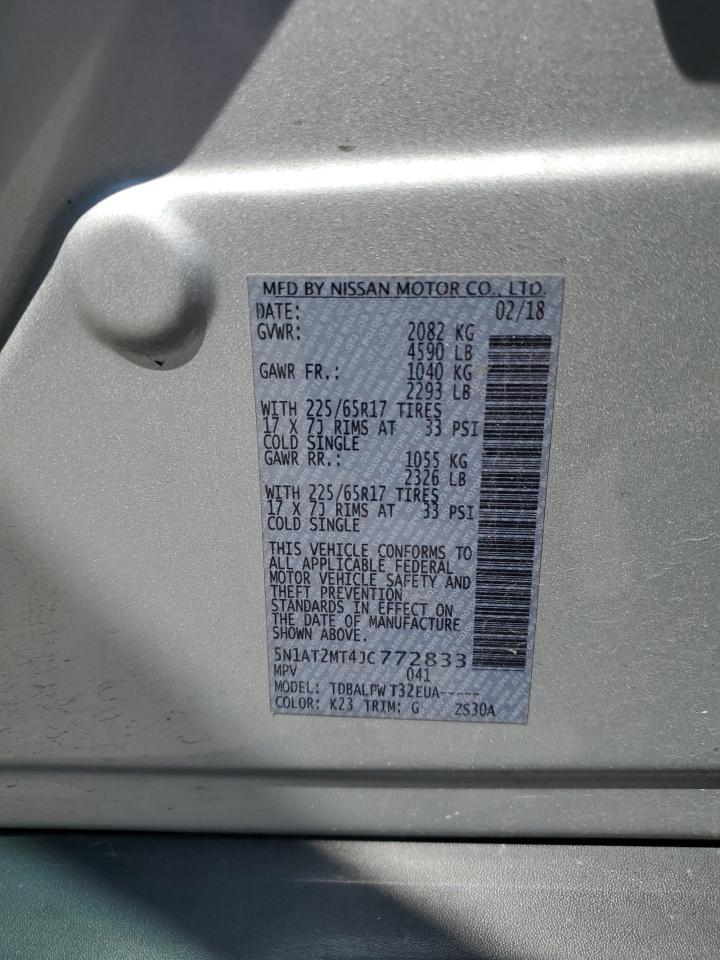 MFD BY NISSAN MOTOR CO., LTD.
DATE: 02/18
GVWR: 2082 KG
4590 LB
GAWR FR.: 1040 KG
2293 LB
WITH 225/65R17 TIRES
17 X 7J RIMS AT 33 PSI
COLD SINGLE
GAWR RR.: 1055 KG
2326 LB
WITH 225/65R17 TIRES
17 X 7J RIMS AT 33 PSI
COLD SINGLE
THIS VEHICLE CONFORMS TO
ALL APPLICABLE FEDERAL
MOTOR VEHICLE SAFETY AND
THEFT PREVENTION
STANDARDS IN EFFECT ON
THE DATE OF MANUFACTURE
SHOWN ABOVE.
5N1AT2MT4JC772833
MPV 041
MODEL: TDBALPW T32EUA-----
COLOR: K23 TRIM: G ZS30A